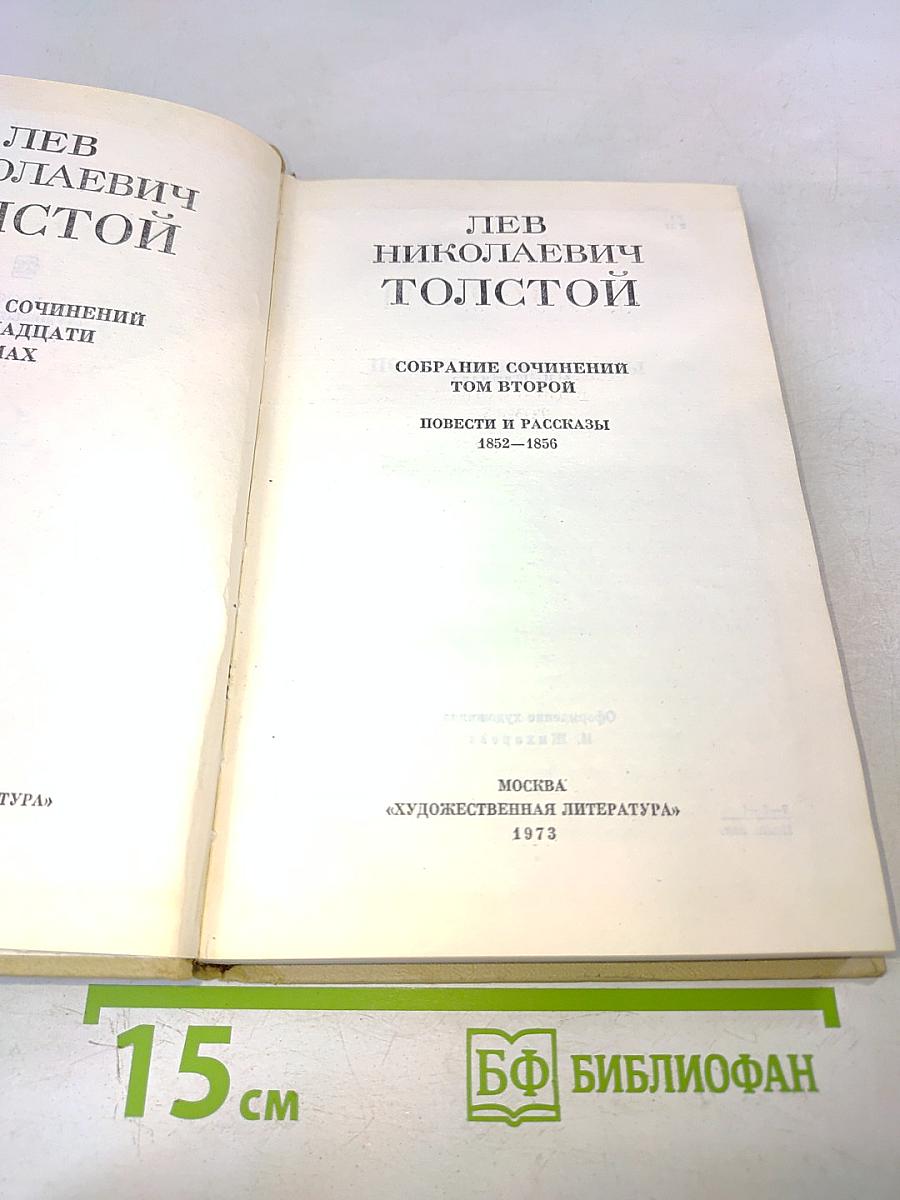 ЛЕВ
ОЛАЕВИЧ
СТОЙ
СОЧИНЕНИЙ
АДЦАТИ
МАХ
ТУРА»
ЛЕВ
НИКОЛАЕВИЧ
ТОЛСТОЙ
СОБРАНИЕ СОЧИНЕНИЙ
ТОМ ВТОРОЙ
ПОВЕСТИ И РАССКАЗЫ
1852—1856
МОСКВА
«ХУДОЖЕСТВЕННАЯ ЛИТЕРАТУРА»
1973
15 см
БФ БИБЛИОФАН